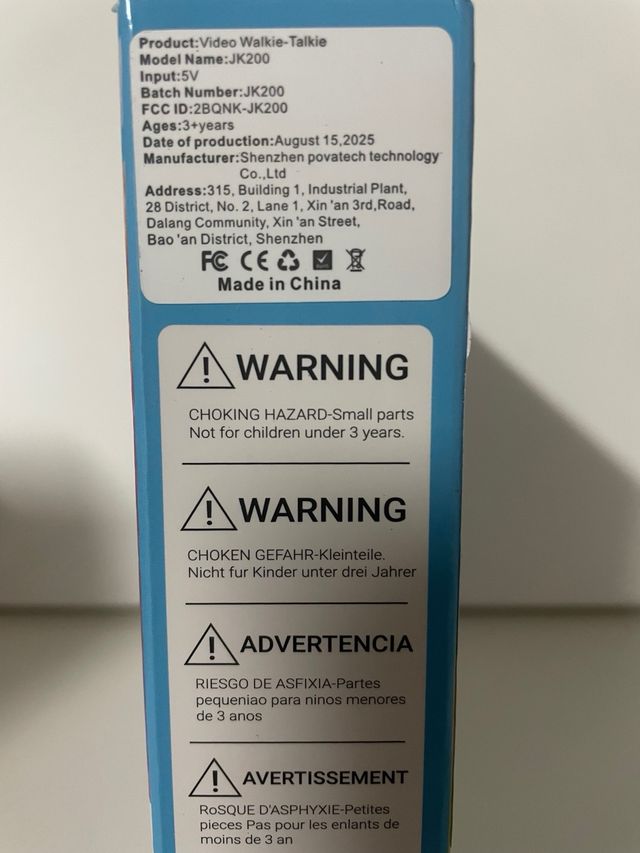 Product:Video Walkie-Talkie
Model Name:JK200
Input:5V
Batch Number:JK200
FCC ID:2BQNK-JK200
Ages:3+years
Date of production:August 15,2025
Manufacturer:Shenzhen povatech technology
Co.,Ltd
Address:315, Building 1, Industrial Plant,
28 District, No. 2, Lane 1, Xin 'an 3rd,Road,
Dalang Community, Xin 'an Street,
Bao 'an District, Shenzhen
FC CE
Made in China
WARNING
CHOKING HAZARD-Small parts
Not for children under 3 years.
WARNING
CHOKEN GEFAHR-Kleinteile.
Nicht fur Kinder unter drei Jahrer
ADVERTENCIA
RIESGO DE ASFIXIA-Partes
pequeniao para ninos menores
de 3 anos
AVERTISSEMENT
RoSQUE D'ASPHYXIE-Petites
pieces Pas pour les enlants de
moins de 3 an